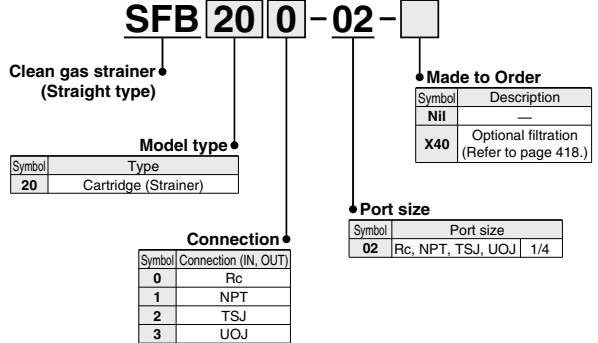 SFB 20 0 - 02 -
Clean gas strainer
(Straight type)
Made to Order
Symbol Description
Nil —
X40 Optional filtration
(Refer to page 418.)
Model type
Symbol Type
20 Cartridge (Strainer)
Port size
Symbol Port size
02 Rc, NPT, TSJ, UOJ 1/4
Connection
Symbol Connection (IN, OUT)
0 Rc
1 NPT
2 TSJ
3 UOJ